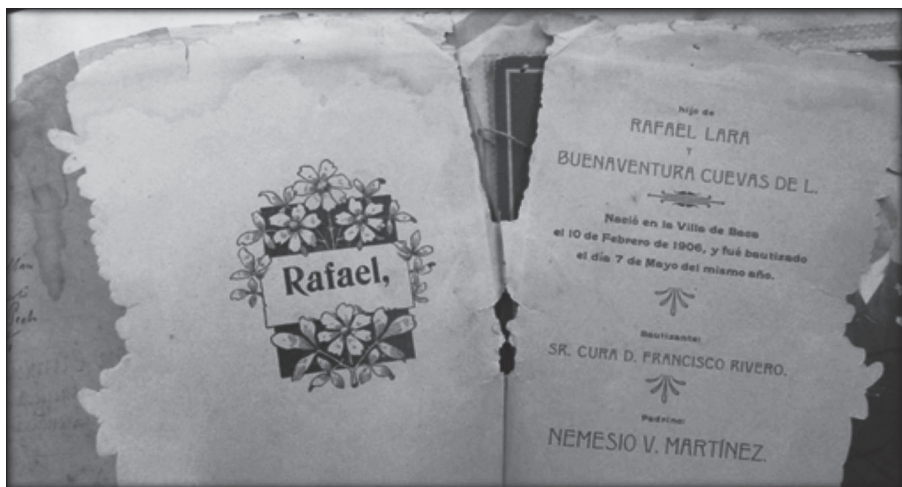 Rafael,
hijo de
RAFAEL LARA
Y
BUENAVENTURA CUEVAS DE L.
Nació en la Villa de Baca
el 10 de Febrero de 1906, y fué bautizado
el día 7 de Mayo del mismo año.
Bautizante:
SR. CURA D. FRANCISCO RIVERO.
Padrino:
NEMESIO V. MARTÍNEZ.